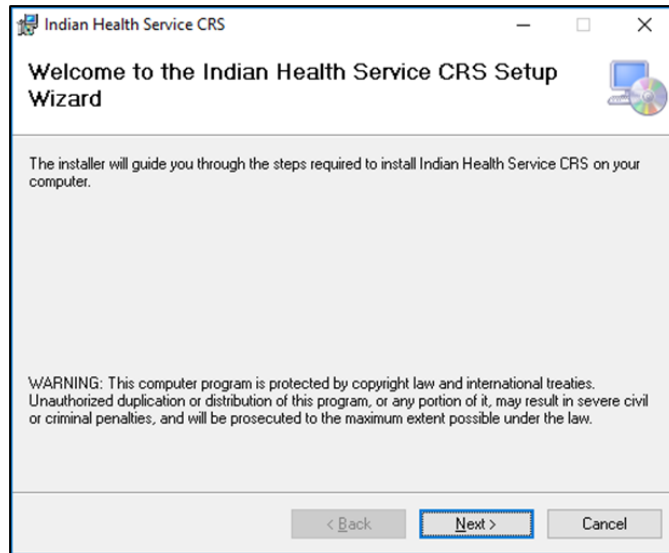 Indian Health Service CRS
Welcome to the Indian Health Service CRS Setup
Wizard
The installer will guide you through the steps required to install Indian Health Service CRS on your
computer.
WARNING: This computer program is protected by copyright law and international treaties.
Unauthorized duplication or distribution of this program, or any portion of it, may result in severe civil
or criminal penalties, and will be prosecuted to the maximum extent possible under the law.
< Back Next > Cancel